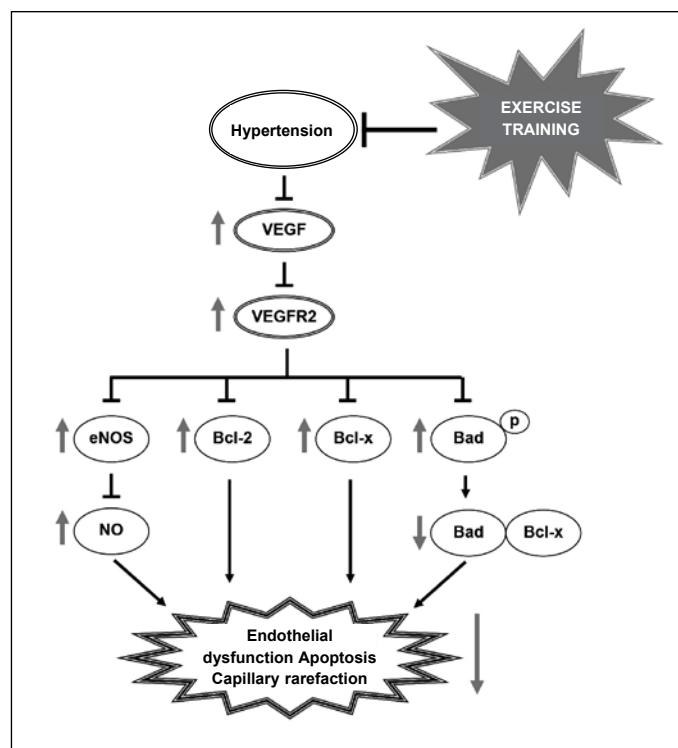 EXERCISE
TRAINING
Hypertension
VEGF
VEGFR2
eNOS
Bcl-2
Bcl-x
Bad
p
NO
Bad
Bcl-x
Endothelial
dysfunction Apoptosis
Capillary rarefaction